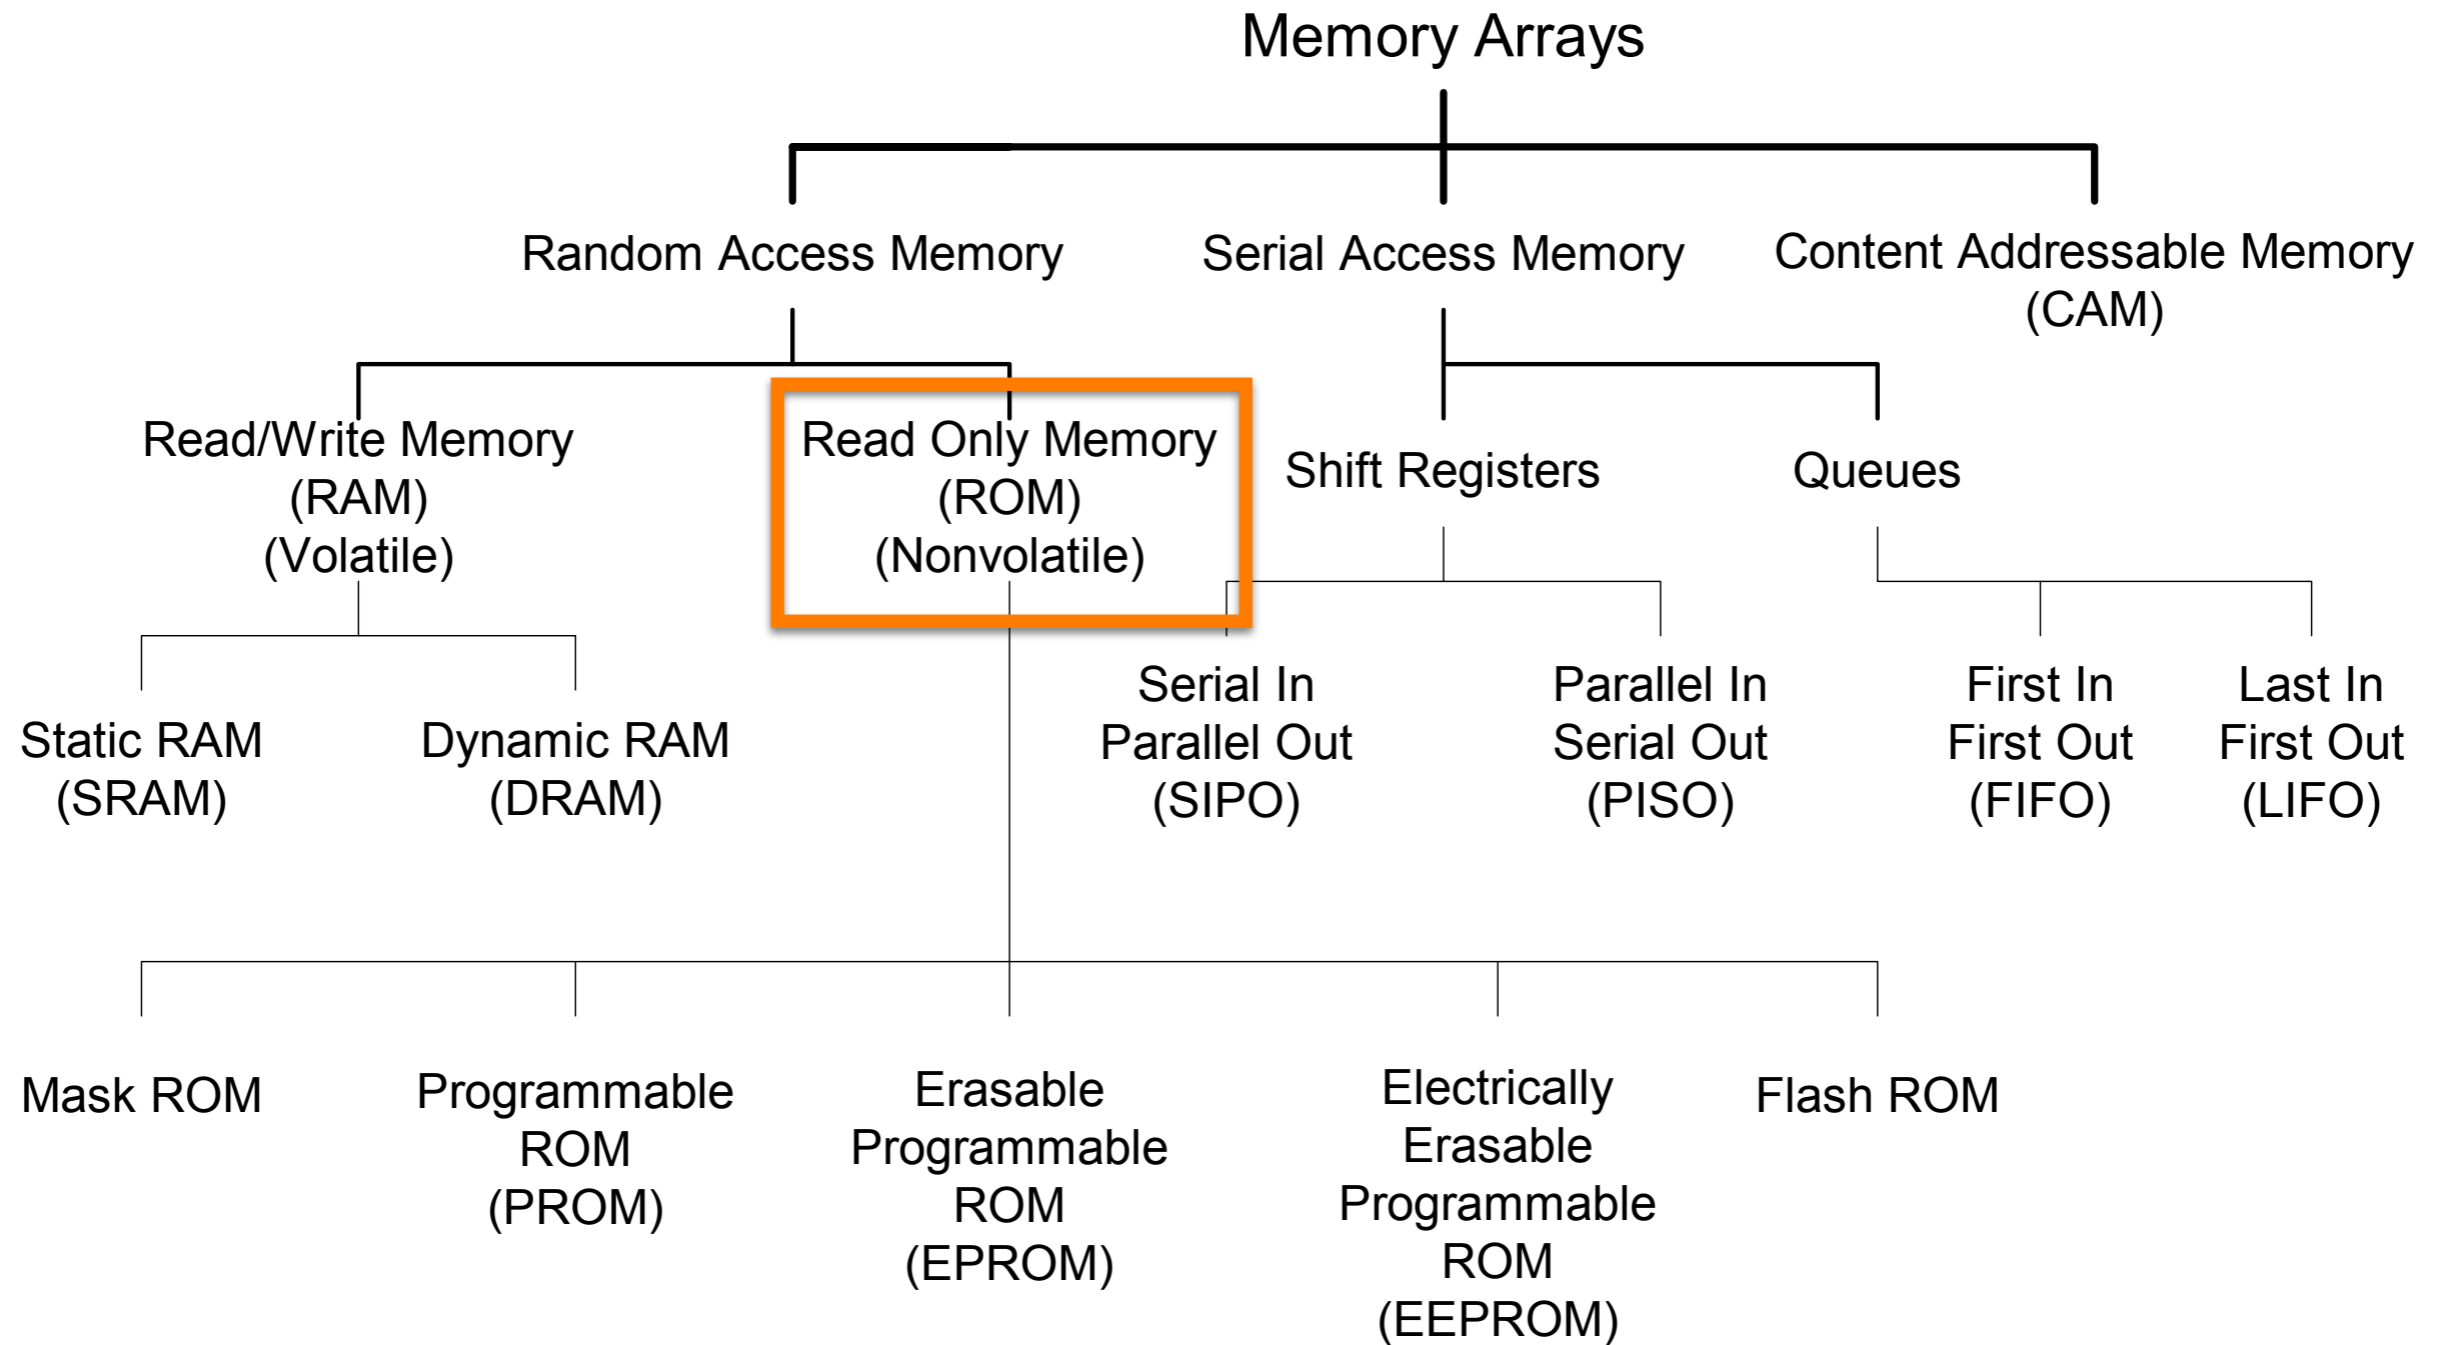 Memory Arrays
Random Access Memory
Serial Access Memory
Content Addressable Memory
(CAM)
Read/Write Memory
(RAM)
(Volatile)
Read Only Memory
(ROM)
(Nonvolatile)
Shift Registers
Queues
Static RAM
(SRAM)
Dynamic RAM
(DRAM)
Serial In
Parallel Out
(SIPO)
Parallel In
Serial Out
(PISO)
First In
First Out
(FIFO)
Last In
First Out
(LIFO)
Mask ROM
Programmable
ROM
(PROM)
Erasable
Programmable
ROM
(EPROM)
Electrically
Erasable
Programmable
ROM
(EEPROM)
Flash ROM